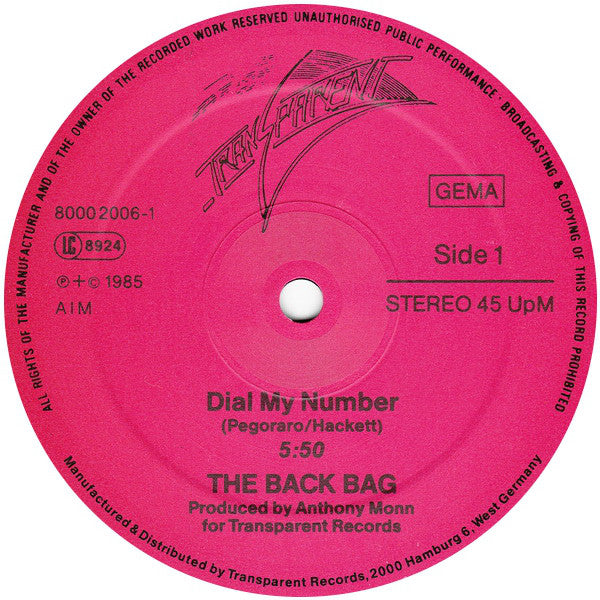 ALL RIGHTS OF THE MANUFACTURER AND OF THE OWNER OF THE RECORDED WORK RESERVED UNAUTHORISED PUBLIC PERFORMANCE · BROADCASTING & COPYING OF THIS RECORD PROHIBITED
TRANSPARENT
80002006-1
LC 8924
℗ + © 1985
AIM
GEMA
Side 1
STEREO 45 UpM
Dial My Number
(Pegoraro/Hackett)
5:50
THE BACK BAG
Produced by Anthony Monn
for Transparent Records
Manufactured & Distributed by Transparent Records, 2000 Hamburg 6, West Germany